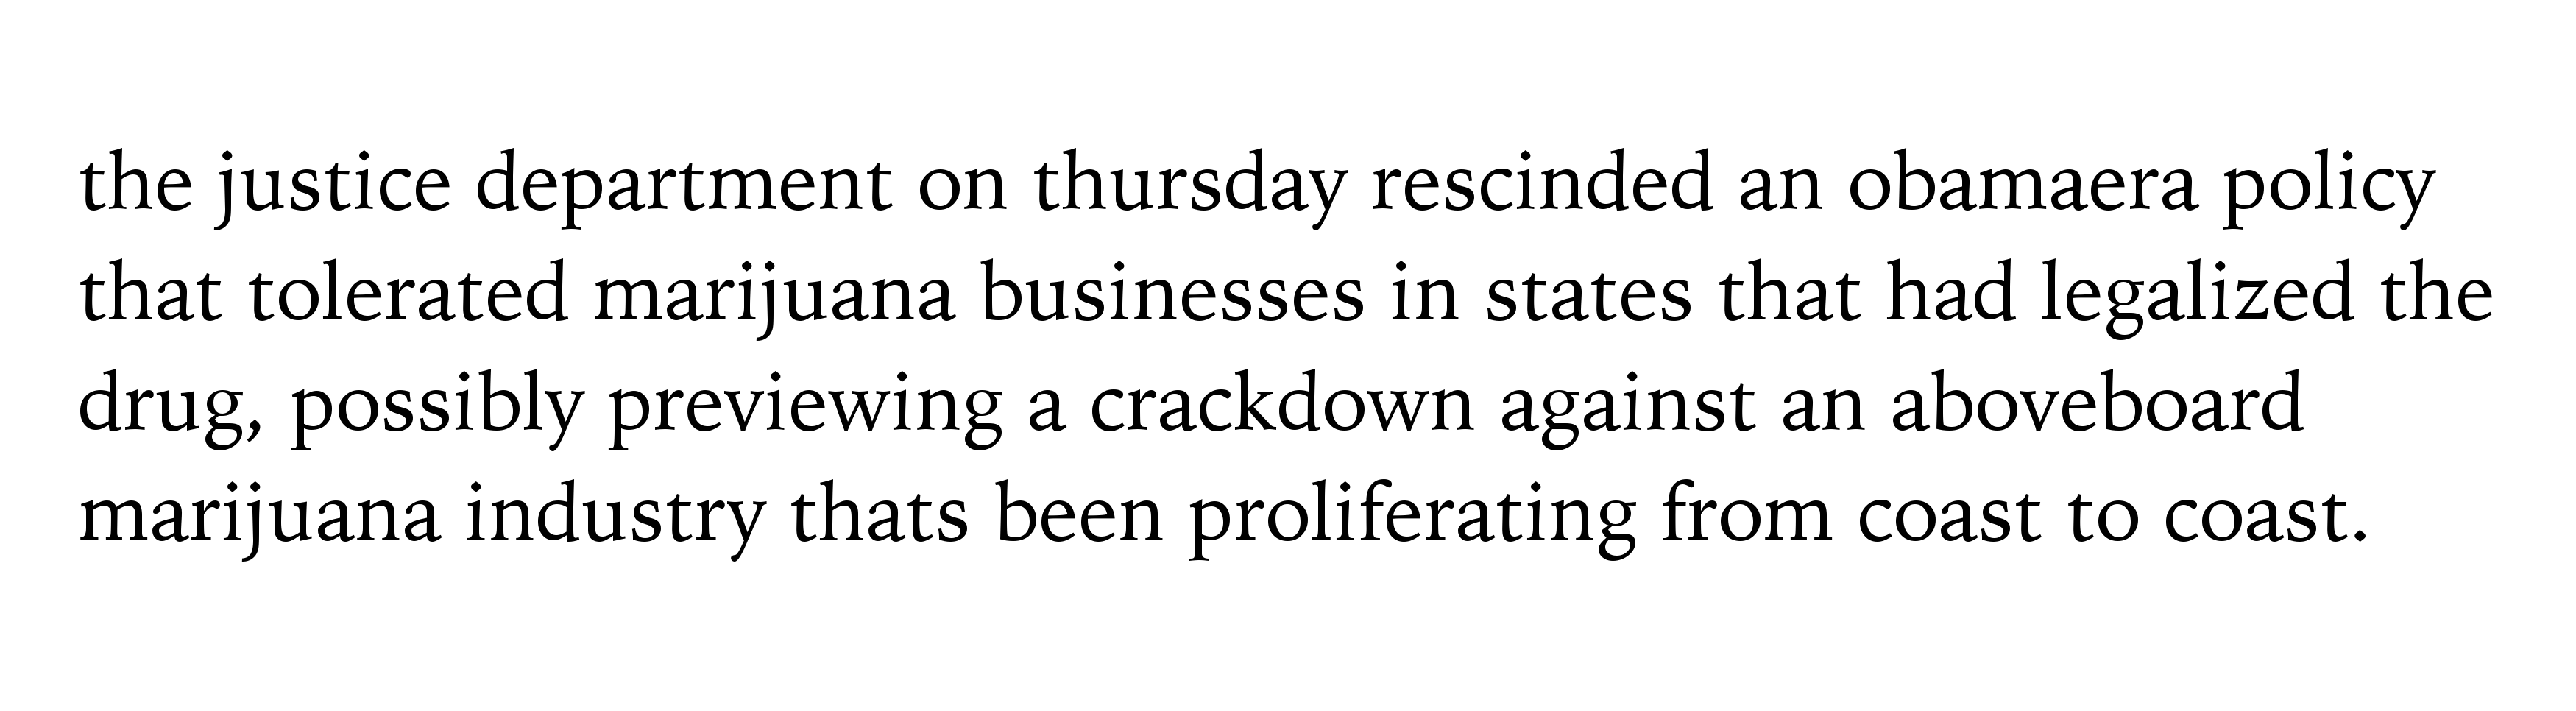 the justice department on thursday rescinded an obamaera policy
that tolerated marijuana businesses in states that had legalized the
drug, possibly previewing a crackdown against an aboveboard
marijuana industry thats been proliferating from coast to coast.